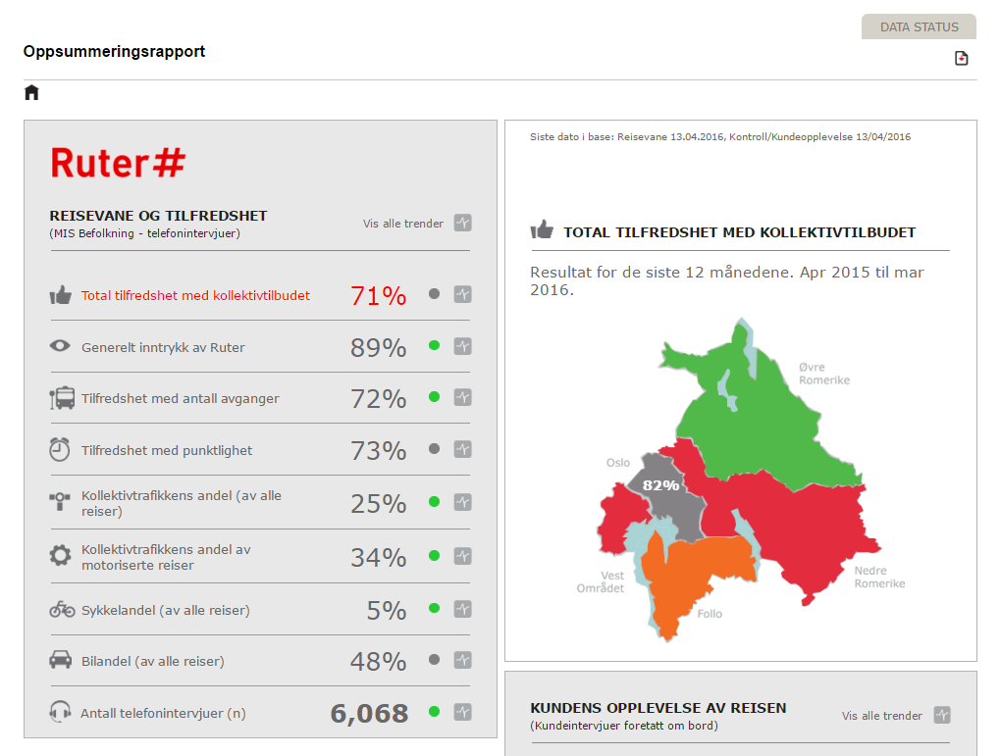 DATA STATUS
Oppsummeringsrapport
Ruter#
REISEVANE OG TILFREDSHET
(MIS Befolkning - telefonintervjuer)
Vis alle trender
Total tilfredshet med kollektivtilbudet 71%
Generelt inntrykk av Ruter 89%
Tilfredshet med antall avganger 72%
Tilfredshet med punktlighet 73%
Kollektivtrafikkens andel (av alle
reiser) 25%
Kollektivtrafikkens andel av
motoriserte reiser 34%
Sykkelandel (av alle reiser) 5%
Bilandel (av alle reiser) 48%
Antall telefonintervjuer (n) 6,068
Siste dato i base: Reisevane 13.04.2016, Kontroll/Kundeopplevelse 13/04/2016
TOTAL TILFREDSHET MED KOLLEKTIVTILBUDET
Resultat for de siste 12 månedene. Apr 2015 til mar
2016.
Øvre
Romerike
Oslo
82%
Vest
Området
Nedre
Romerike
Follo
KUNDENS OPPLEVELSE AV REISEN
(Kundeintervjuer foretatt om bord)
Vis alle trender